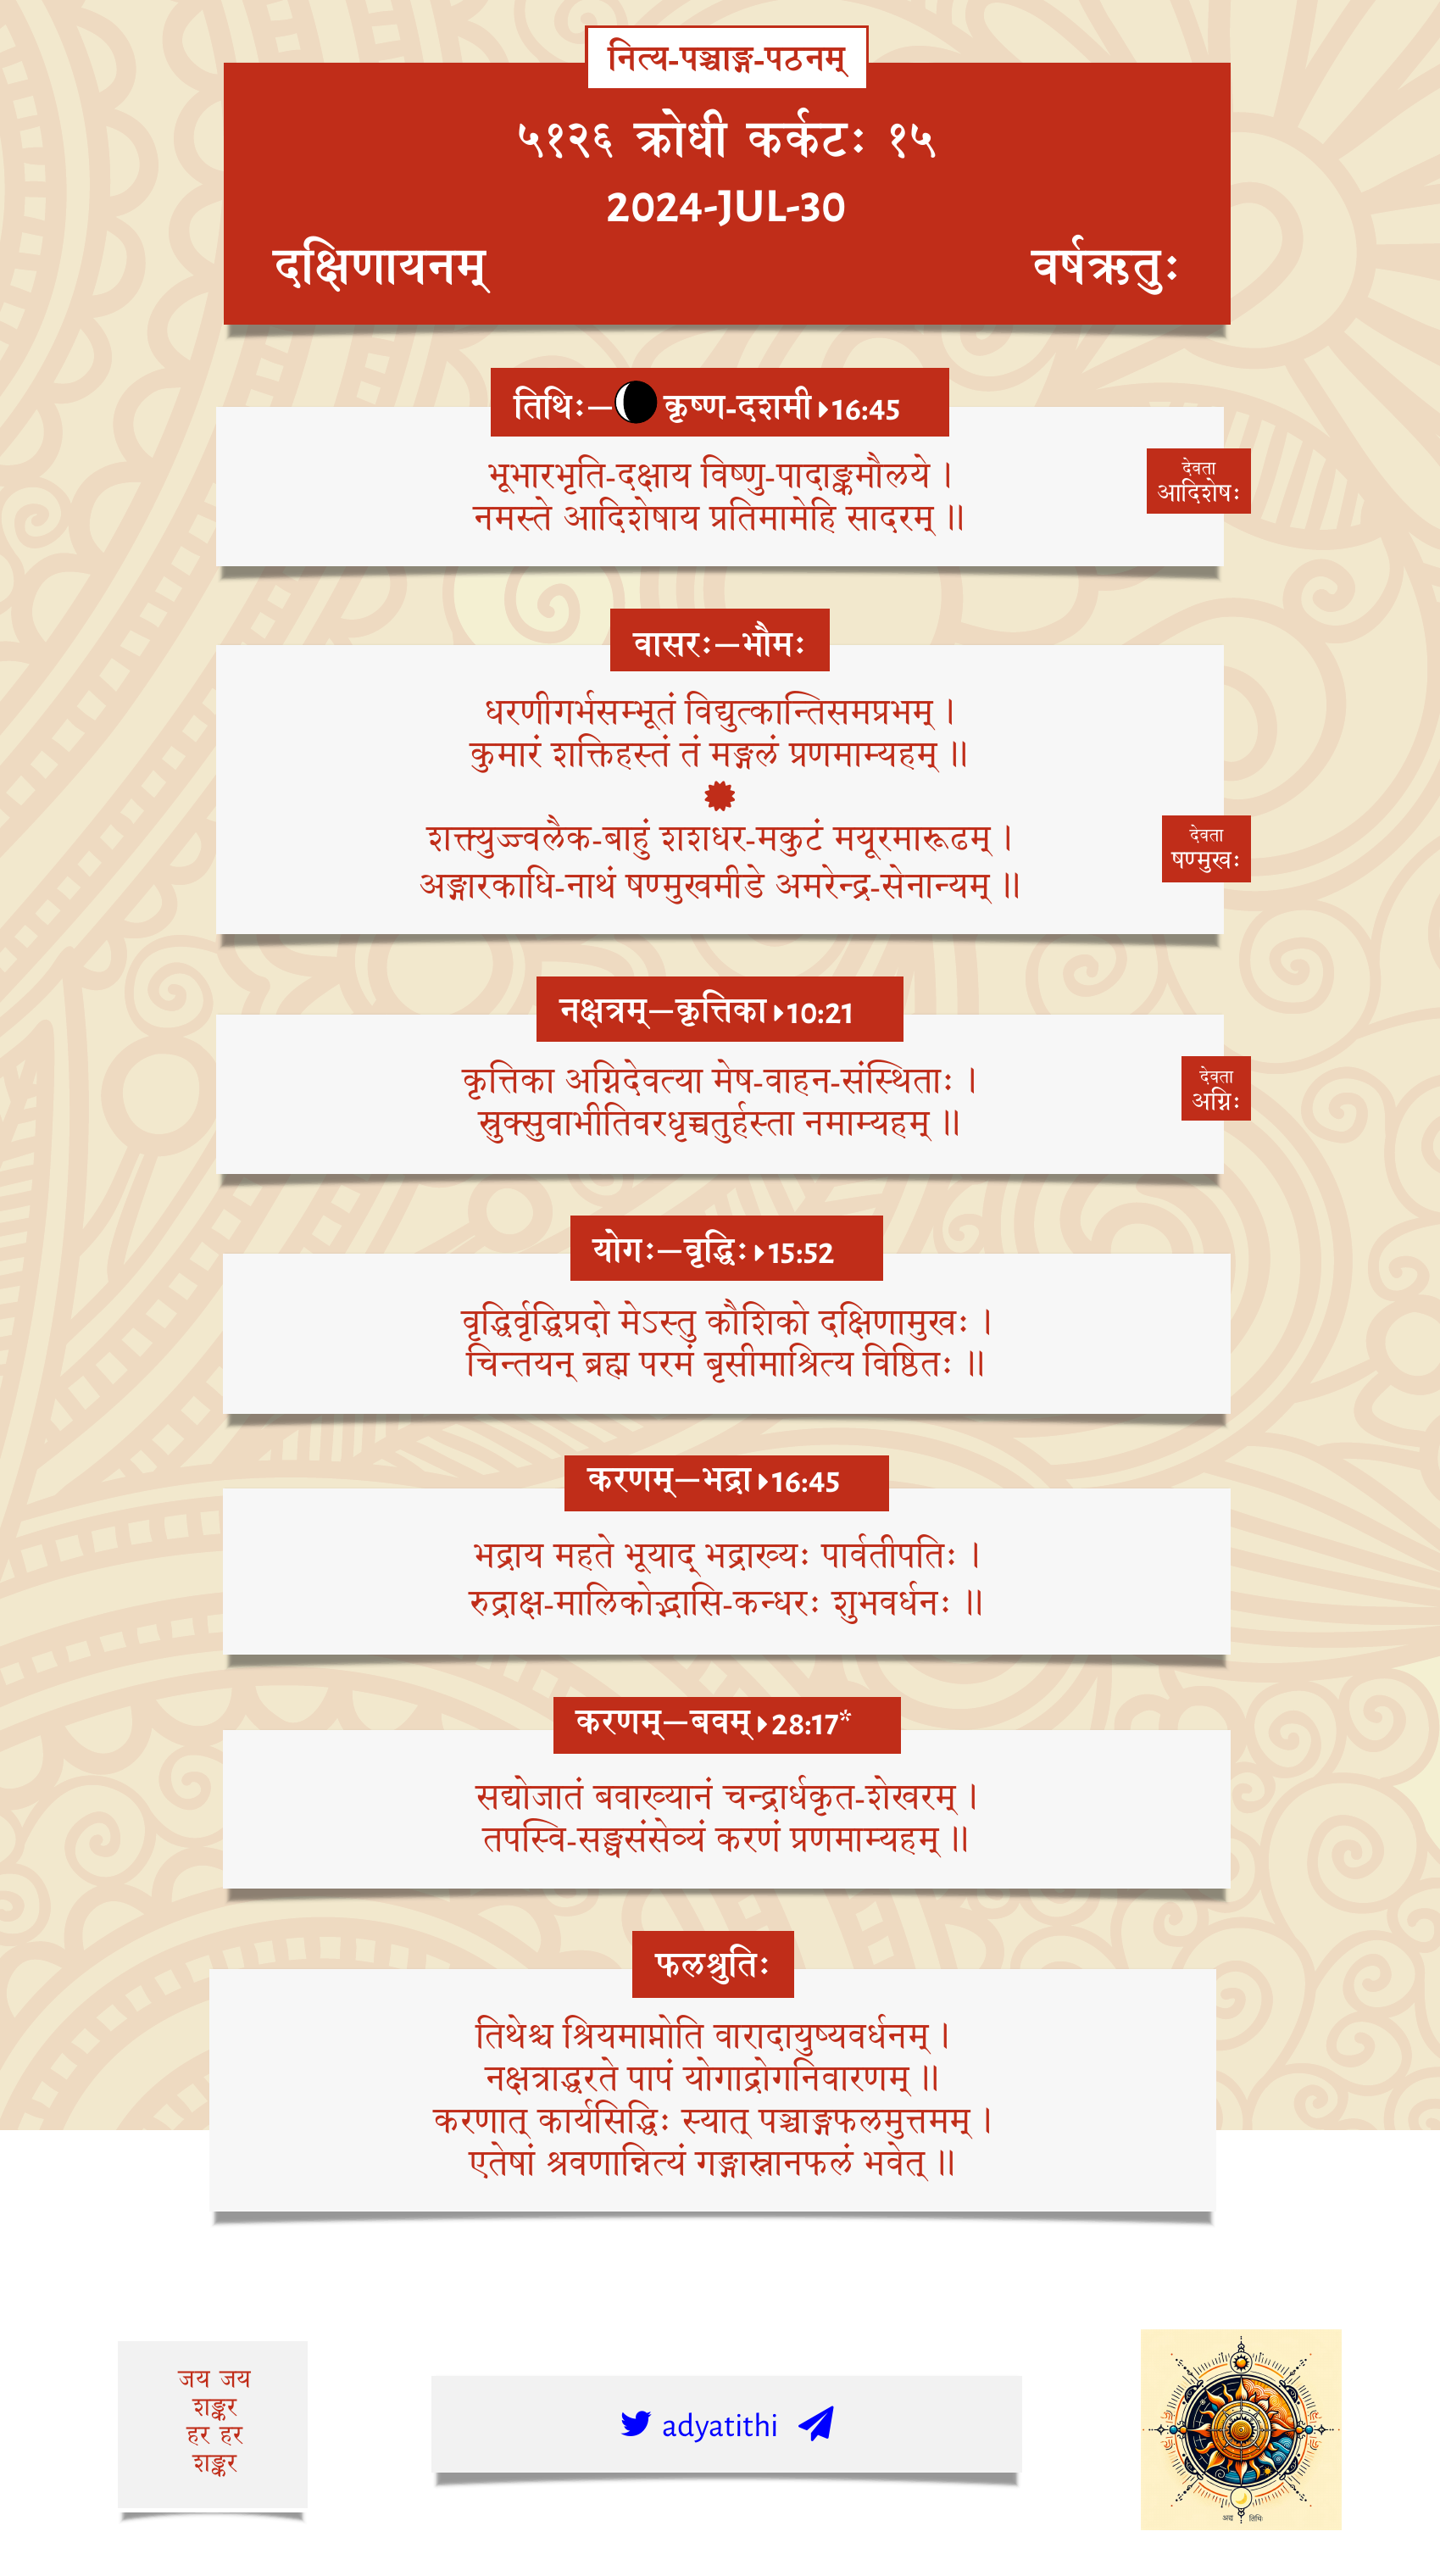 नित्य-पञ्चाङ्ग-पठनम्
५१२६ क्रोधी कर्कटः १५
2024-JUL-30
दक्षिणायनम् वर्षऋतुः
तिथिः—कृष्ण-दशमी 16:45
भूभारभृति-दक्षाय विष्णु-पादाङ्कमौलये ।
नमस्ते आदिशेषाय प्रतिमामेहि सादरम् ॥
देवता
आदिशेषः
वासरः—भौमः
धरणीगर्भसम्भूतं विद्युत्कान्तिसमप्रभम् ।
कुमारं शक्तिहस्तं तं मङ्गलं प्रणमाम्यहम् ॥
शक्त्युज्ज्वलैक-बाहुं शशधर-मकुटं मयूरमारूढम् ।
अङ्गारकाधि-नाथं षण्मुखमीडे अमरेन्द्र-सेनान्यम् ॥
देवता
षण्मुखः
नक्षत्रम्—कृत्तिका 10:21
कृत्तिका अग्निदेवत्या मेष-वाहन-संस्थिताः ।
स्रुक्स्रुवाभीतिवरधृच्चतुर्हस्ता नमाम्यहम् ॥
देवता
अग्निः
योगः—वृद्धिः 15:52
वृद्धिर्वृद्धिप्रदो मेऽस्तु कौशिको दक्षिणामुखः ।
चिन्तयन् ब्रह्म परमं बृसीमाश्रित्य विष्ठितः ॥
करणम्—भद्रा 16:45
भद्राय महते भूयाद् भद्राख्यः पार्वतीपतिः ।
रुद्राक्ष-मालिकोद्भासि-कन्धरः शुभवर्धनः ॥
करणम्—बवम् 28:17*
सद्योजातं बवाख्यानं चन्द्रार्धकृत-शेखरम् ।
तपस्वि-सङ्घसंसेव्यं करणं प्रणमाम्यहम् ॥
फलश्रुतिः
तिथेश्च श्रियमाप्नोति वारादायुष्यवर्धनम् ।
नक्षत्राद्धरते पापं योगाद्रोगनिवारणम् ॥
करणात् कार्यसिद्धिः स्यात् पञ्चाङ्गफलमुत्तमम् ।
एतेषां श्रवणान्नित्यं गङ्गास्नानफलं भवेत् ॥
जय जय
शङ्कर
हर हर
शङ्कर
adyatithi
अद्य तिथिः